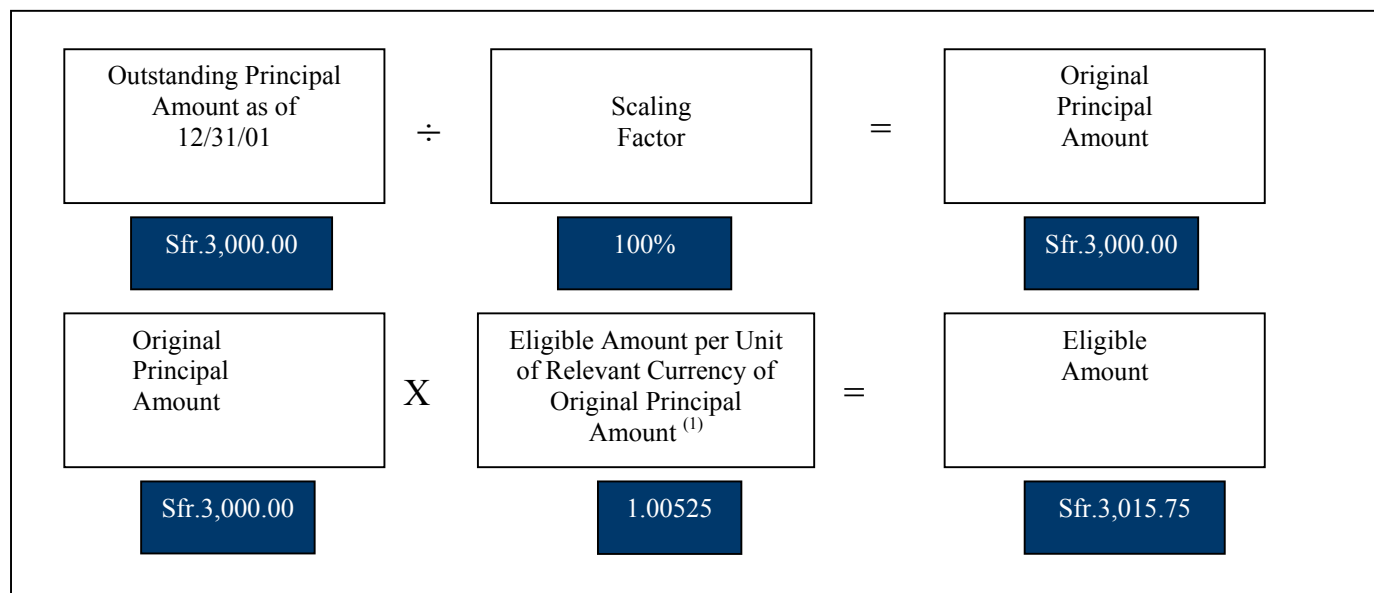 Outstanding Principal
Amount as of
12/31/01
÷
Scaling
Factor
=
Original
Principal
Amount
Sfr.3,000.00
100%
Sfr.3,000.00
Original
Principal
Amount
X
Eligible Amount per Unit
of Relevant Currency of
Original Principal
Amount (1)
=
Eligible
Amount
Sfr.3,000.00
1.00525
Sfr.3,015.75